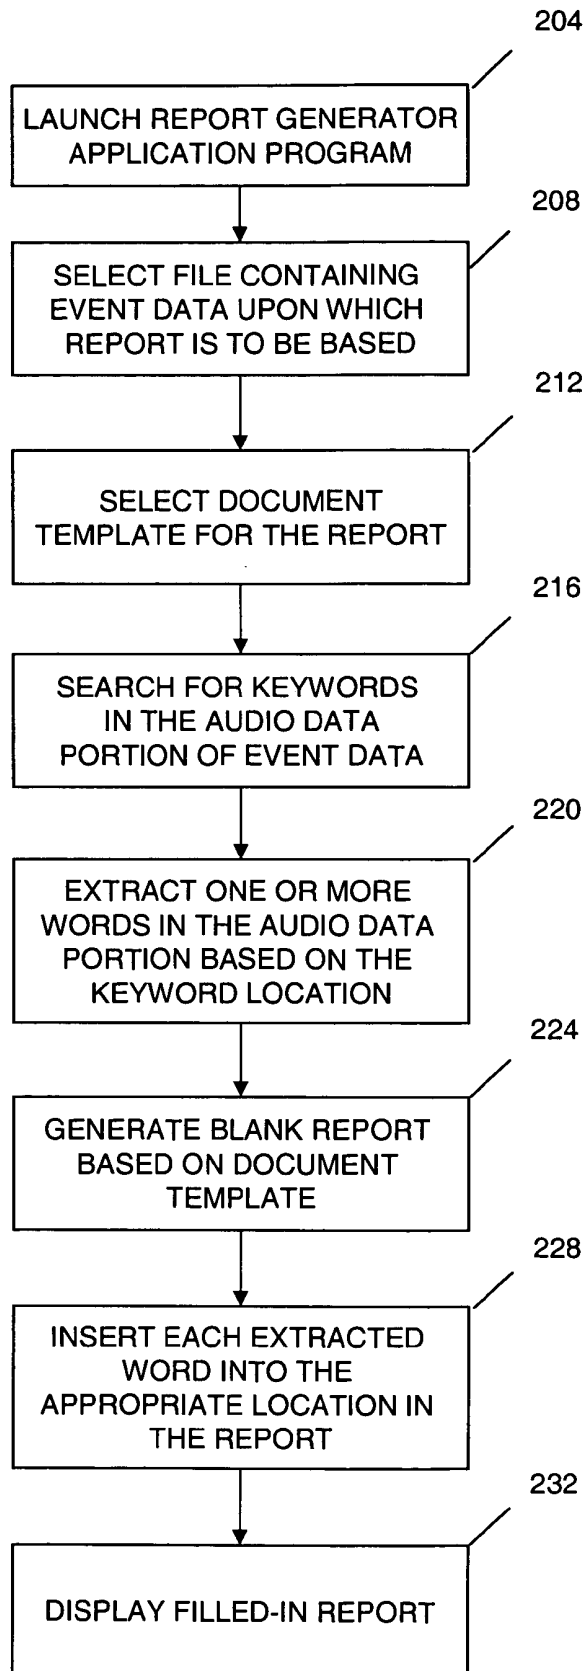 204
LAUNCH REPORT GENERATOR
APPLICATION PROGRAM
208
SELECT FILE CONTAINING
EVENT DATA UPON WHICH
REPORT IS TO BE BASED
212
SELECT DOCUMENT
TEMPLATE FOR THE REPORT
216
SEARCH FOR KEYWORDS
IN THE AUDIO DATA
PORTION OF EVENT DATA
220
EXTRACT ONE OR MORE
WORDS IN THE AUDIO DATA
PORTION BASED ON THE
KEYWORD LOCATION
224
GENERATE BLANK REPORT
BASED ON DOCUMENT
TEMPLATE
228
INSERT EACH EXTRACTED
WORD INTO THE
APPROPRIATE LOCATION IN
THE REPORT
232
DISPLAY FILLED-IN REPORT